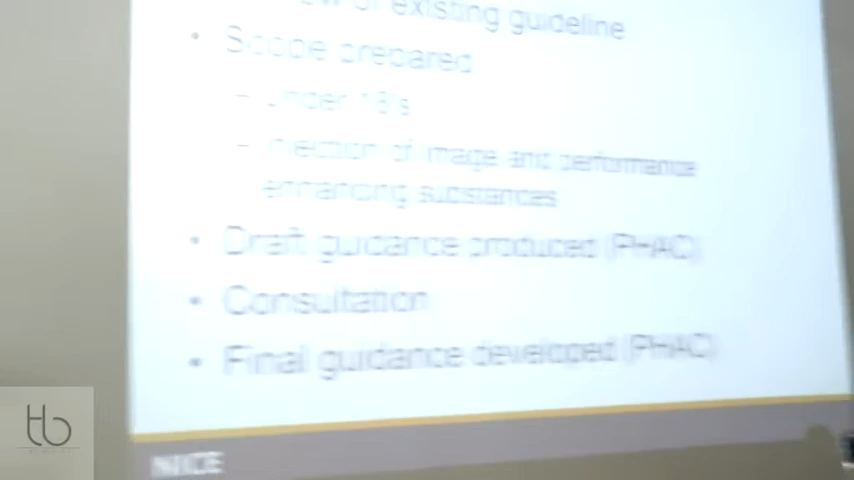 of existing guideline
• Scope prepared
– Under 18's
– Injection of image and performance
enhancing substances
• Draft guidance produced (PHAC)
• Consultation
• Final guidance developed (PHAC)
NICE
tb